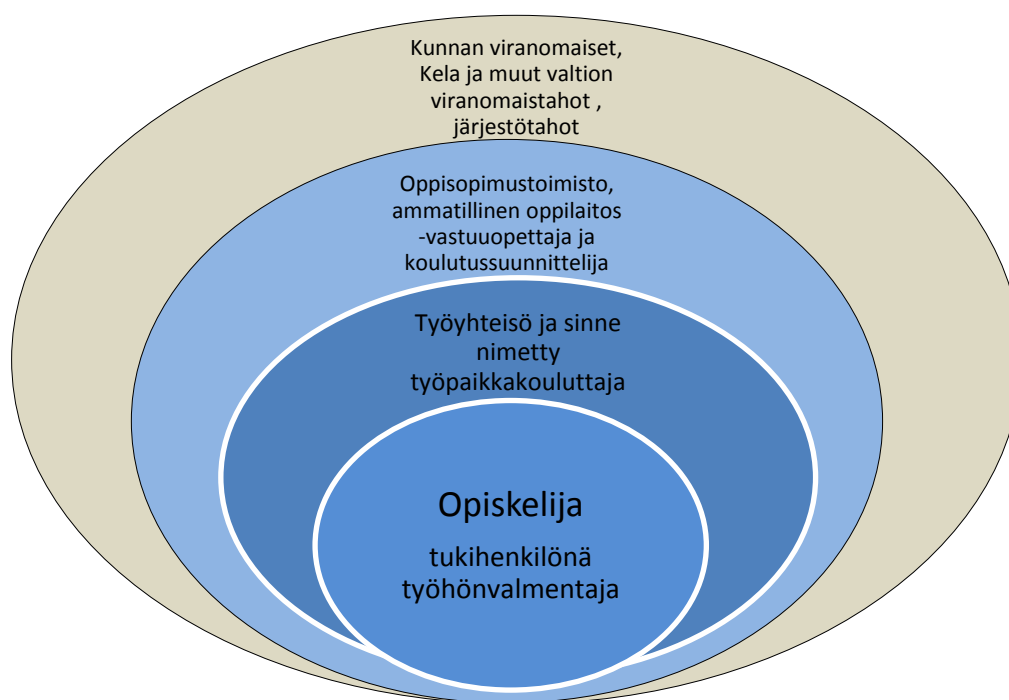 Kunnan viranomaiset,
Kela ja muut valtion
viranomaistahot ,
järjestötahot
Oppisopimustoimisto,
ammatillinen oppilaitos
-vastuuopettaja ja
koulutussuunnittelija
Työyhteisö ja sinne
nimetty
työpaikkakouluttaja
Opiskelija
tukihenkilönä
työhönvalmentaja